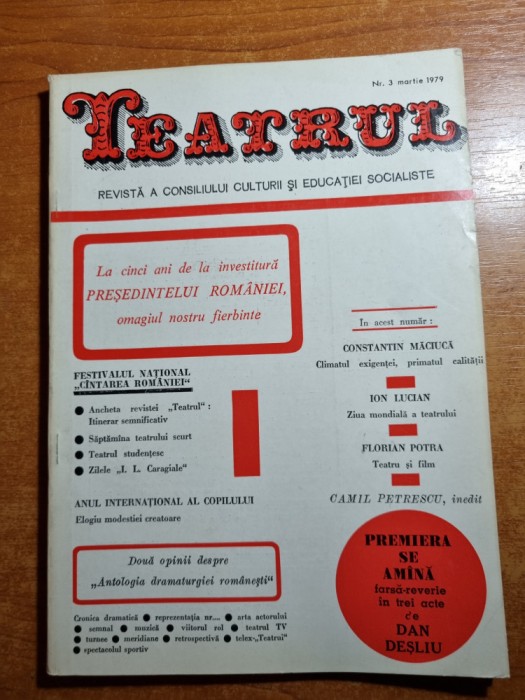 Nr. 3 martie 1979
TEATRUL
REVISTĂ A CONSILIULUI CULTURII ŞI EDUCAŢIEI SOCIALISTE
La cinci ani de la investitură
PREŞEDINTELUI ROMÂNIEI,
omagiul nostru fierbinte
FESTIVALUL NAŢIONAL
„CÎNTAREA ROMÂNIEI“
● Ancheta revistei „Teatrul“ :
Itinerar semnificativ
● Săptămîna teatrului scurt
● Teatrul studenţesc
● Zilele „I. L. Caragiale“
ANUL INTERNAŢIONAL AL COPILULUI
Elogiu modestiei creatoare
Două opinii despre
„Antologia dramaturgiei româneşti“
Cronica dramatică ● reprezentaţia nr.... ● arta actorului
● semnal ● muzică ● viitorul rol ● teatrul TV
● turnee ● meridiane ● retrospectivă ● telex-„Teatrul“
● spectacolul sportiv
In acest număr :
CONSTANTIN MĂCIUCĂ
Climatul exigenţei, primatul calităţii
ION LUCIAN
Ziua mondială a teatrului
FLORIAN POTRA
Teatru şi film
CAMIL PETRESCU, inedit
PREMIERA
SE
AMÎNĂ
farsă-reverie
în trei acte
de
DAN
DEŞLIU